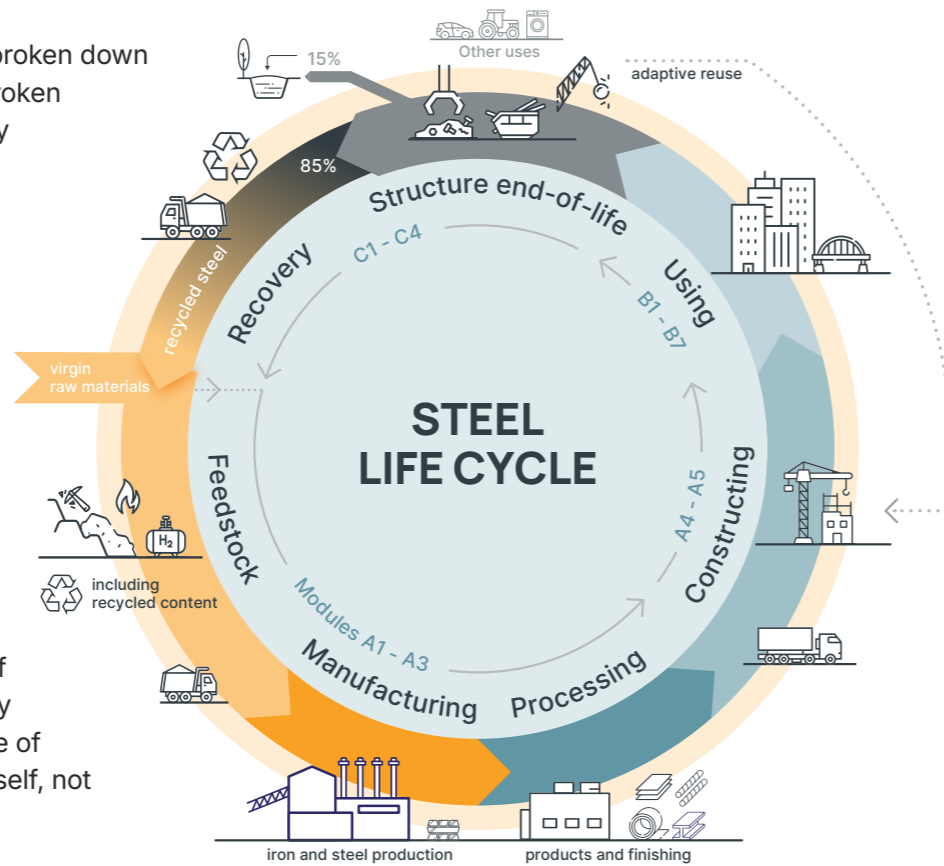 broken down
roken
y
Other uses
15%
adaptive reuse
85%
Structure end-of-life
C1 - C4
Recovery
Using
B1 - B7
recycled steel
virgin
raw materials
STEEL
LIFE CYCLE
Feedstock
Constructing
A4 - A5
H2
including
recycled content
Modules A1 - A3
Manufacturing
Processing
f
y
e of
self, not
iron and steel production
products and finishing